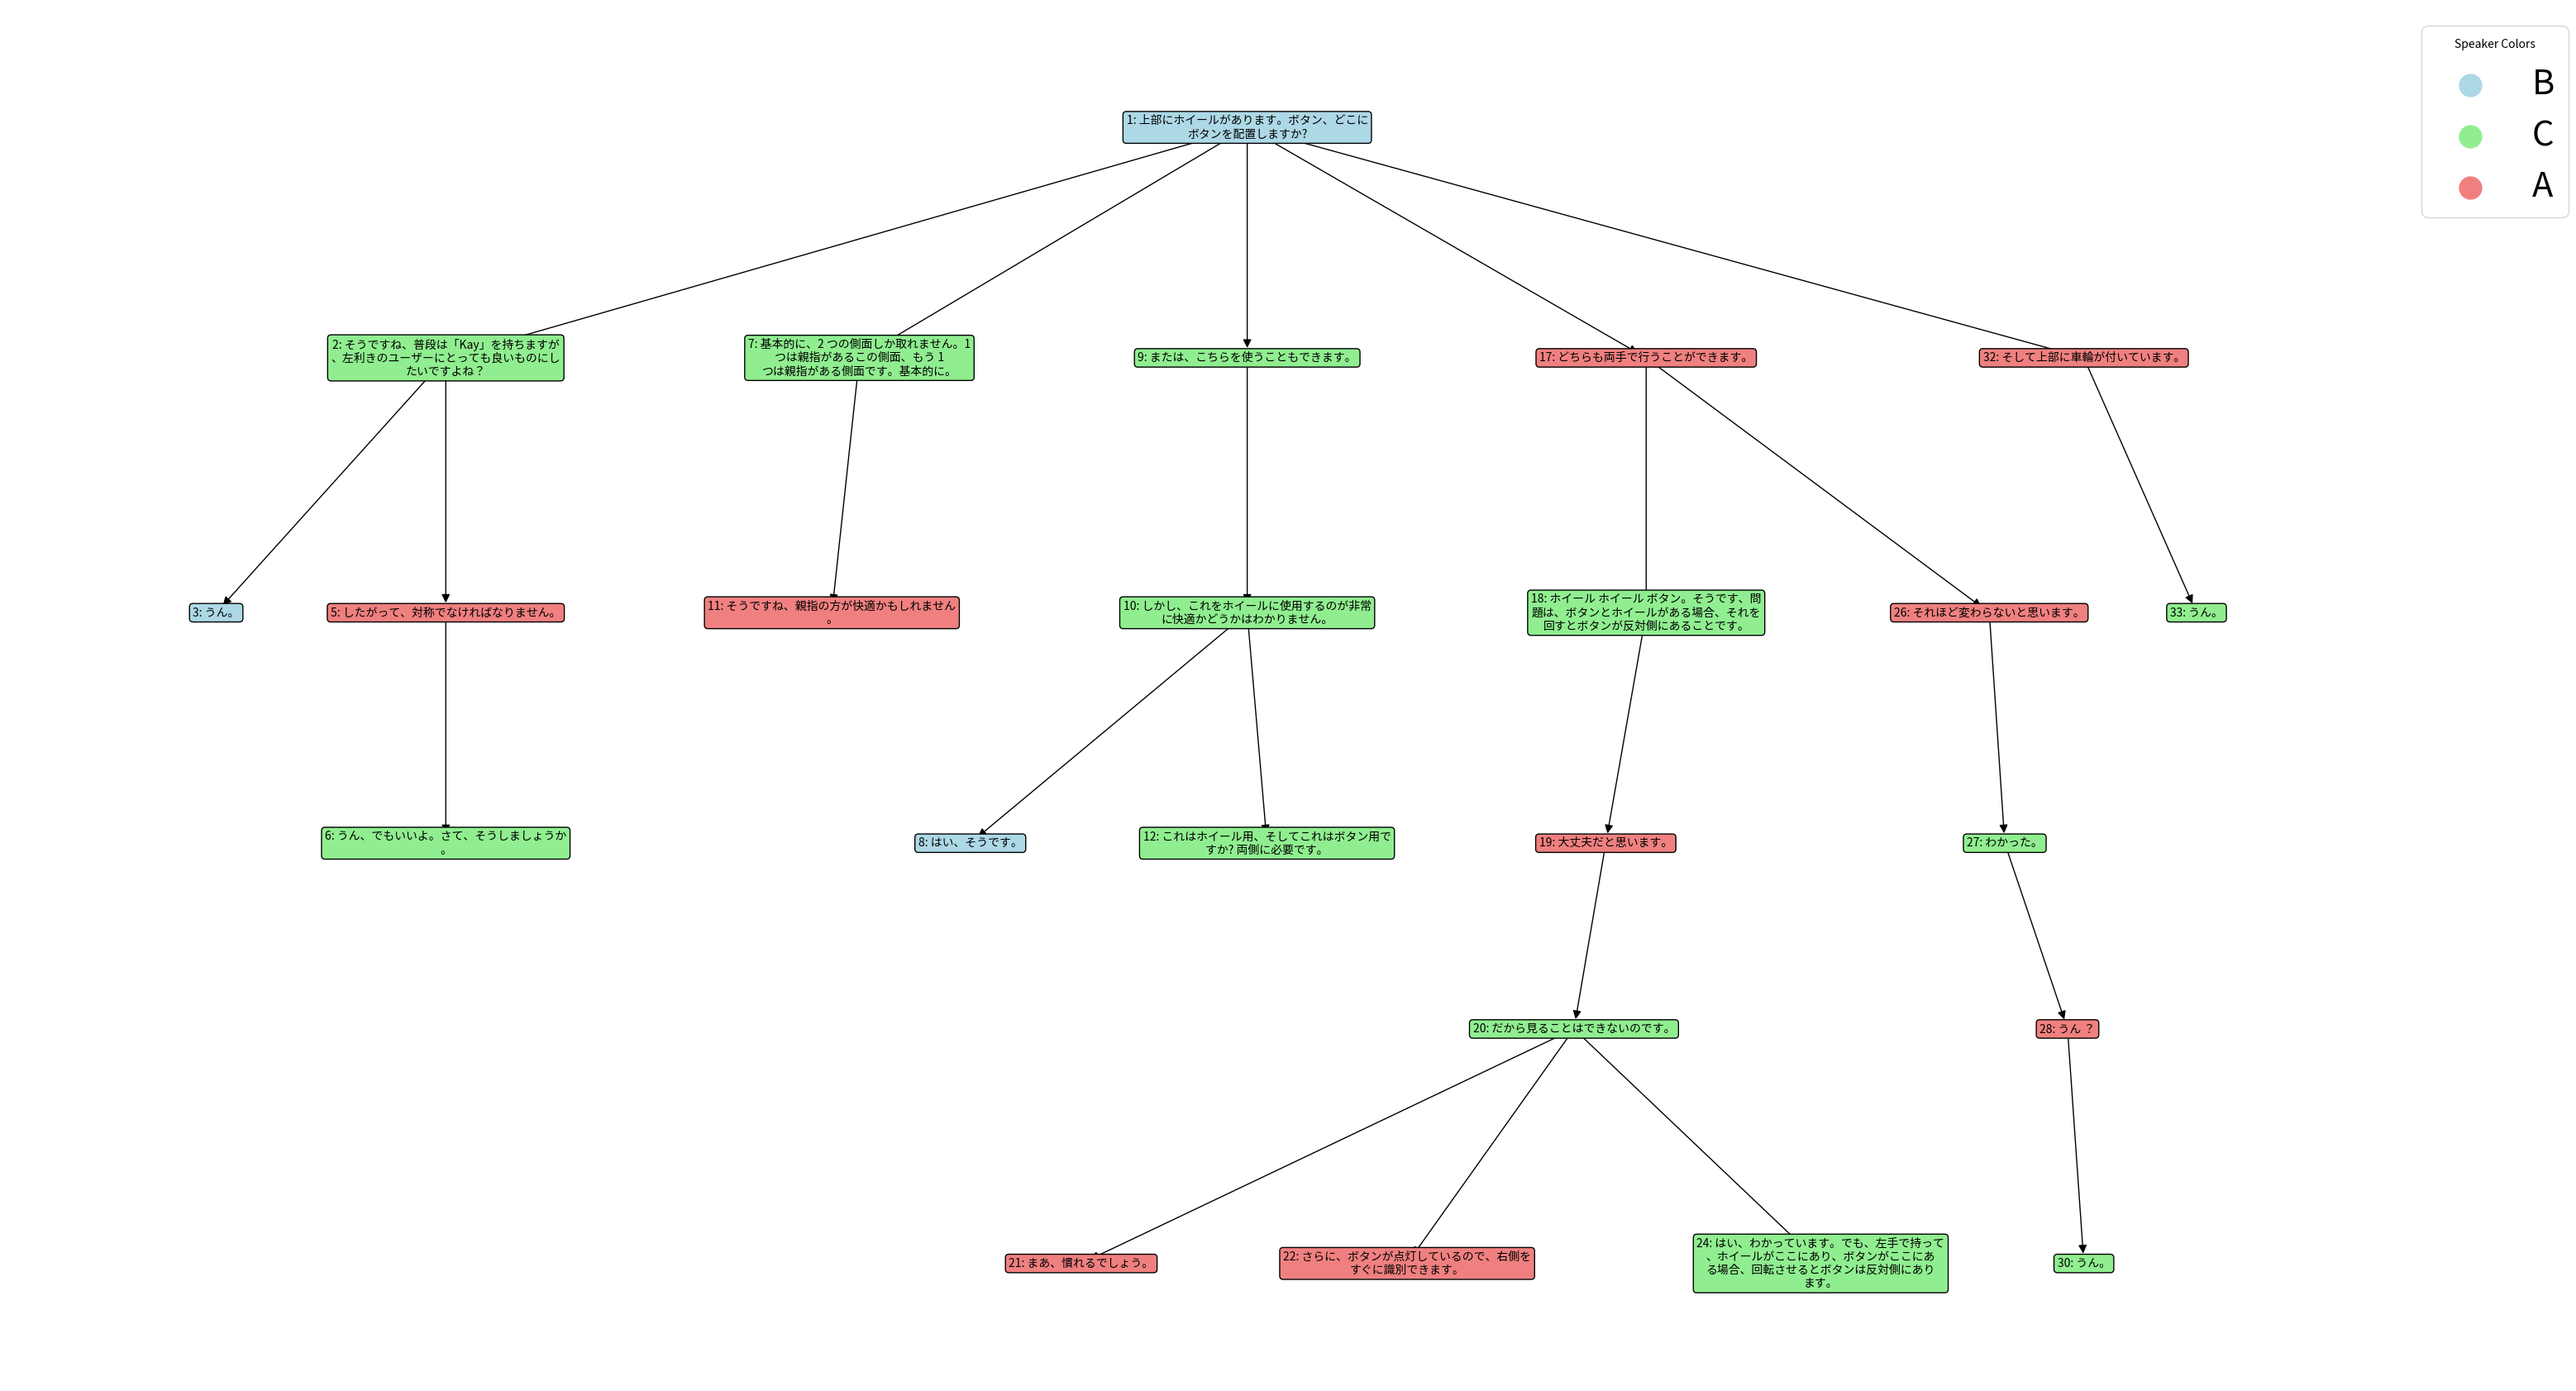 Speaker Colors
B
C
A
1: 上部にホイールがあります。ボタン、どこに
ボタンを配置しますか?
2: そうですね、普段は「Kay」を持ちますが
、左利きのユーザーにとっても良いものにし
たいですよね？
7: 基本的に、2 つの側面しか取れません。1
つは親指があるこの側面、もう 1
つは親指がある側面です。基本的に。
9: または、こちらを使うこともできます。
17: どちらも両手で行うことができます。
32: そして上部に車輪が付いています。
3: うん。
5: したがって、対称でなければなりません。
11: そうですね、親指の方が快適かもしれません
。
10: しかし、これをホイールに使用するのが非常
に快適かどうかはわかりません。
18: ホイール ホイール ボタン。そうです、問
題は、ボタンとホイールがある場合、それを
回すとボタンが反対側にあることです。
26: それほど変わらないと思います。
33: うん。
6: うん、でもいいよ。さて、そうしましょうか
。
8: はい、そうです。
12: これはホイール用、そしてこれはボタン用で
すか? 両側に必要です。
19: 大丈夫だと思います。
27: わかった。
20: だから見ることはできないのです。
28: うん ？
21: まあ、慣れるでしょう。
22: さらに、ボタンが点灯しているので、右側を
すぐに識別できます。
24: はい、わかっています。でも、左手で持って
、ホイールがここにあり、ボタンがここにあ
る場合、回転させるとボタンは反対側にあり
ます。
30: うん。